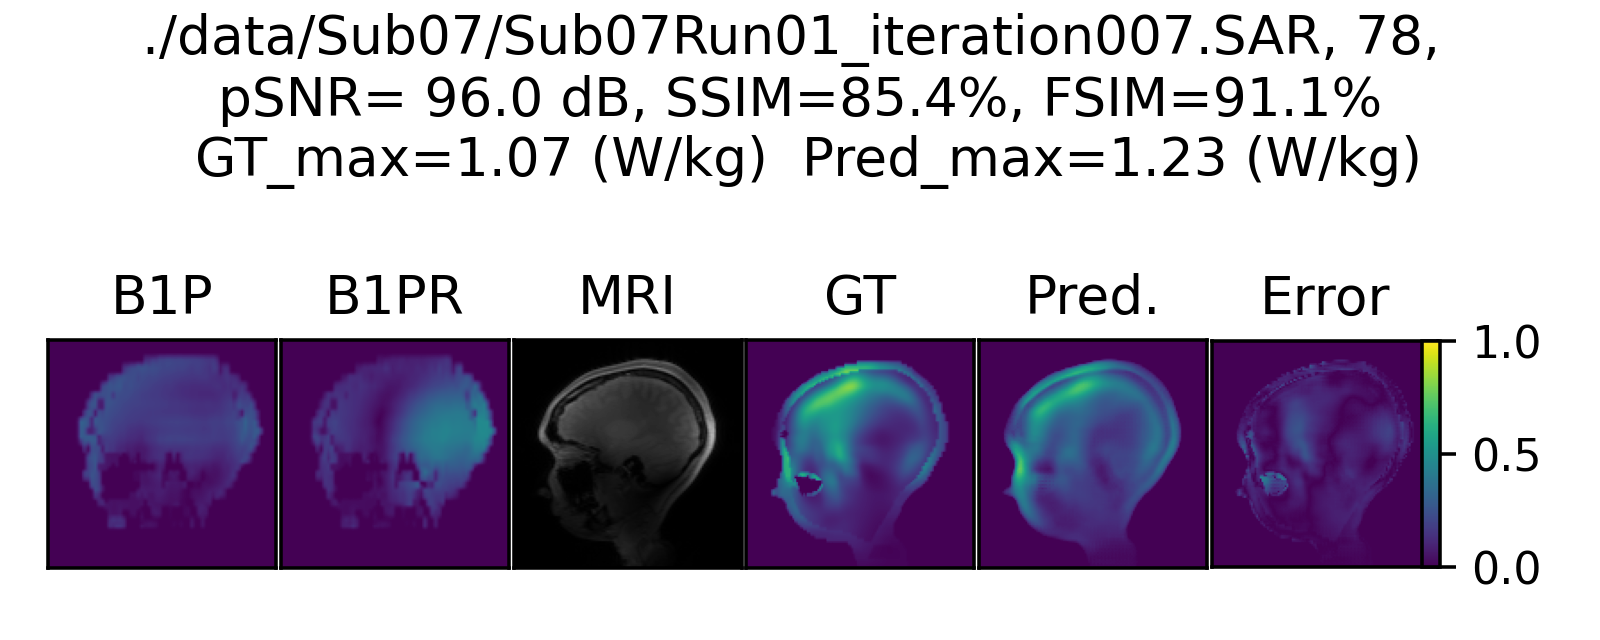 ./data/Sub07/Sub07Run01_iteration007.SAR, 78,
pSNR= 96.0 dB, SSIM=85.4%, FSIM=91.1%
GT_max=1.07 (W/kg)  Pred_max=1.23 (W/kg)
B1P B1PR MRI GT Pred. Error
1.0
0.5
0.0